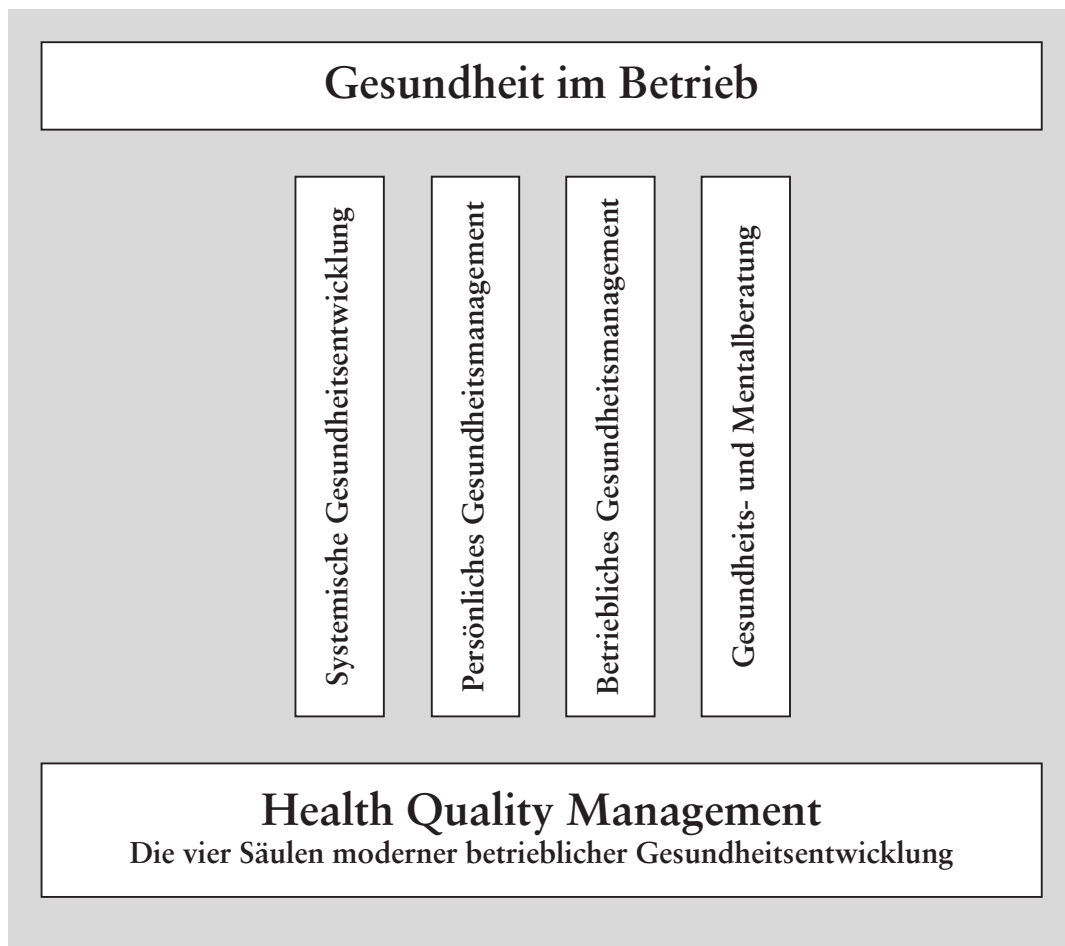 Gesundheit im Betrieb
Systemische Gesundheitsentwicklung
Persönliches Gesundheitsmanagement
Betriebliches Gesundheitsmanagement
Gesundheits- und Mentalberatung
Health Quality Management
Die vier Säulen moderner betrieblicher Gesundheitsentwicklung